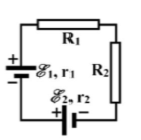 R₁
+
ℰ₁, r₁
−
R₂
ℰ₂, r₂
+ −